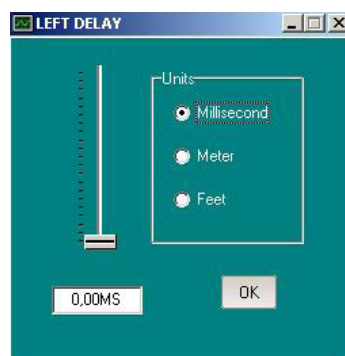 LEFT DELAY
Units
Millisecond
Meter
Feet
0,00MS
OK